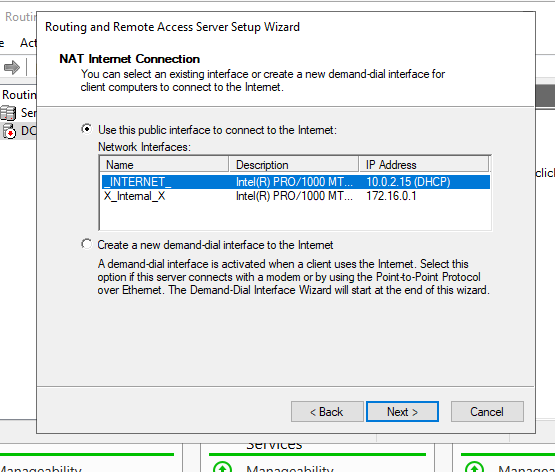 Routing
Routing and Remote Access Server Setup Wizard
Act
NAT Internet Connection
You can select an existing interface or create a new demand-dial interface for
client computers to connect to the Internet.
Routin
Ser
DC
Use this public interface to connect to the Internet:
Network Interfaces:
Name Description IP Address
_INTERNET_ Intel(R) PRO/1000 MT... 10.0.2.15 (DHCP)
X_Internal_X Intel(R) PRO/1000 MT... 172.16.0.1
click
Create a new demand-dial interface to the Internet
A demand-dial interface is activated when a client uses the Internet. Select this
option if this server connects with a modem or by using the Point-to-Point Protocol
over Ethernet. The Demand-Dial Interface Wizard will start at the end of this wizard.
< Back Next > Cancel
Services
Manageability Manageability Manageability